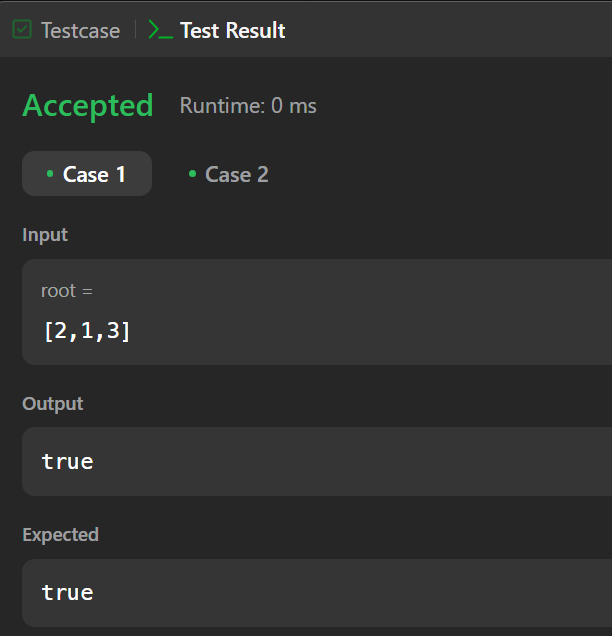 Testcase Test Result
Accepted Runtime: 0 ms
Case 1 Case 2
Input
root =
[2,1,3]
Output
true
Expected
true